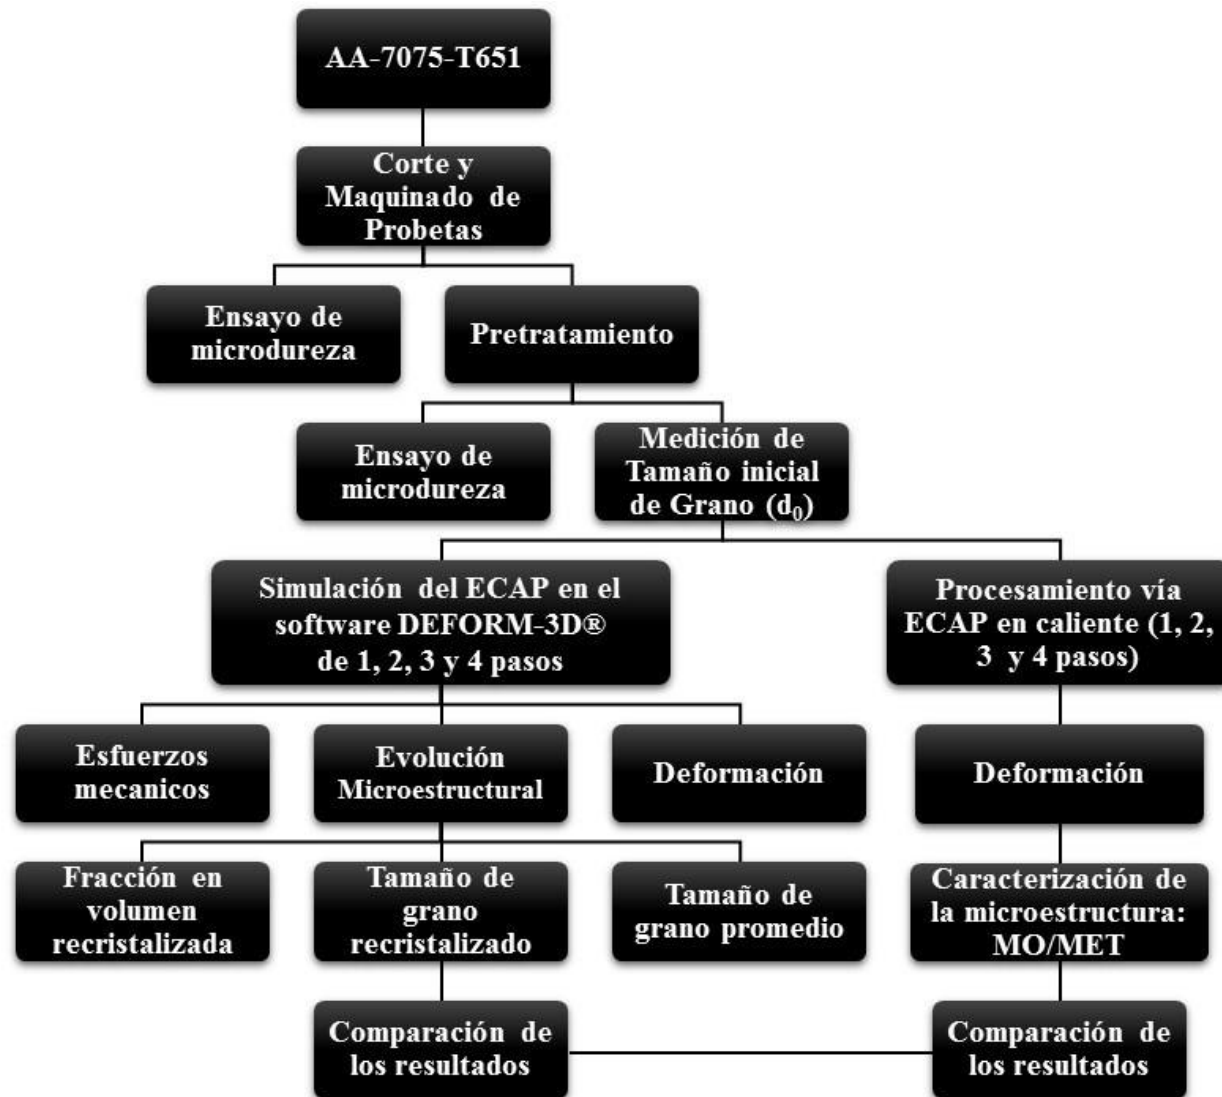 AA-7075-T651
Corte y
Maquinado de
Probetas
Ensayo de
microdureza
Pretratamiento
Ensayo de
microdureza
Medición de
Tamaño inicial
de Grano (d₀)
Simulación del ECAP en el
software DEFORM-3D®
de 1, 2, 3 y 4 pasos
Procesamiento vía
ECAP en caliente (1, 2,
3 y 4 pasos)
Esfuerzos
mecanicos
Evolución
Microestructural
Deformación
Deformación
Fracción en
volumen
recristalizada
Tamaño de
grano
recristalizado
Tamaño de
grano promedio
Caracterización de
la microestructura:
MO/MET
Comparación de
los resultados
Comparación de
los resultados